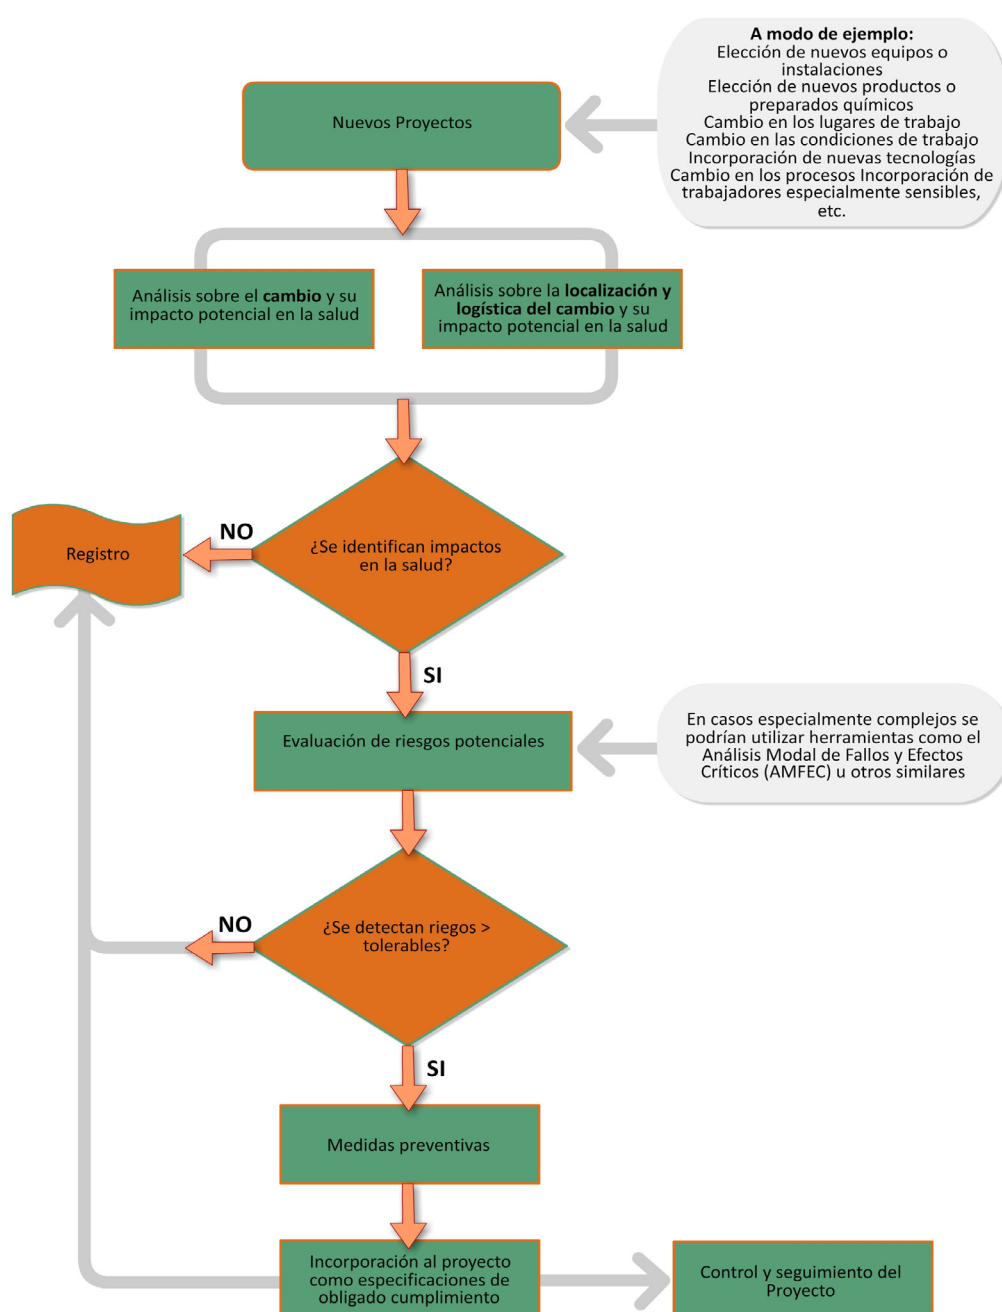 A modo de ejemplo:
Elección de nuevos equipos o
instalaciones
Elección de nuevos productos o
preparados químicos
Cambio en los lugares de trabajo
Cambio en las condiciones de trabajo
Incorporación de nuevas tecnologías
Cambio en los procesos Incorporación de
trabajadores especialmente sensibles,
etc.
Nuevos Proyectos
Análisis sobre el cambio y su
impacto potencial en la salud
Análisis sobre la localización y
logística del cambio y su
impacto potencial en la salud
¿Se identifican impactos
en la salud?
NO
Registro
SI
Evaluación de riesgos potenciales
En casos especialmente complejos se
podrían utilizar herramientas como el
Análisis Modal de Fallos y Efectos
Críticos (AMFEC) u otros similares
¿Se detectan riegos >
tolerables?
NO
SI
Medidas preventivas
Incorporación al proyecto
como especificaciones de
obligado cumplimiento
Control y seguimiento del
Proyecto